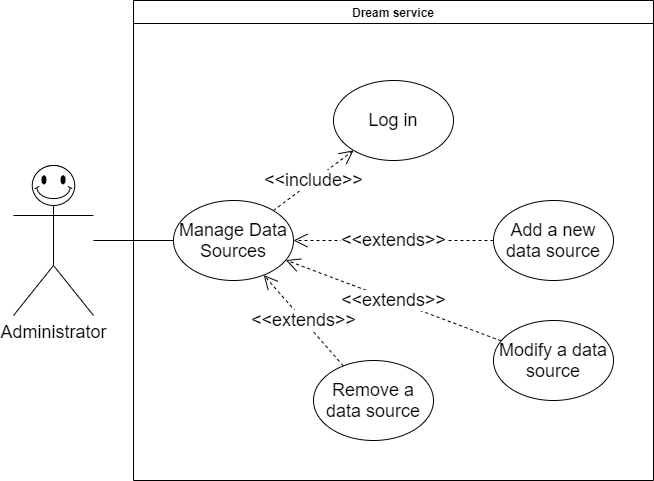 Dream service
Log in
<<include>>
Manage Data
Sources
<<extends>>
Add a new
data source
<<extends>>
<<extends>>
Modify a data
source
Remove a
data source
Administrator